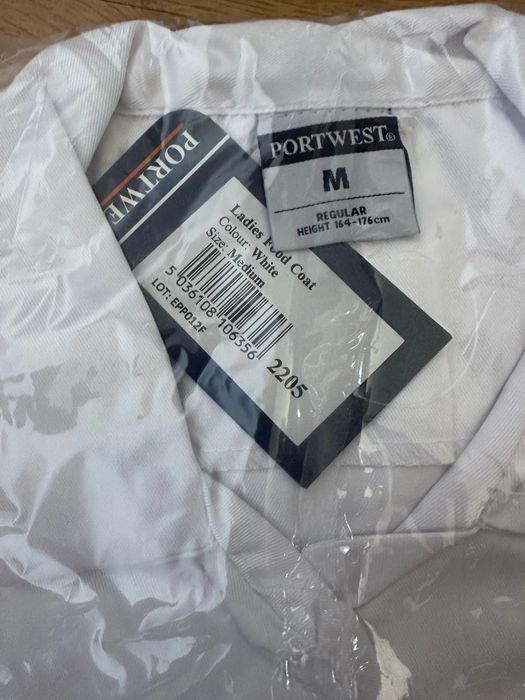 PORTWEST®
M
REGULAR
HEIGHT 164-176cm
PORTWE
Ladies Food Coat
Colour: White
Size: Medium
5 036108 106356
2205
LOT: EPP012F